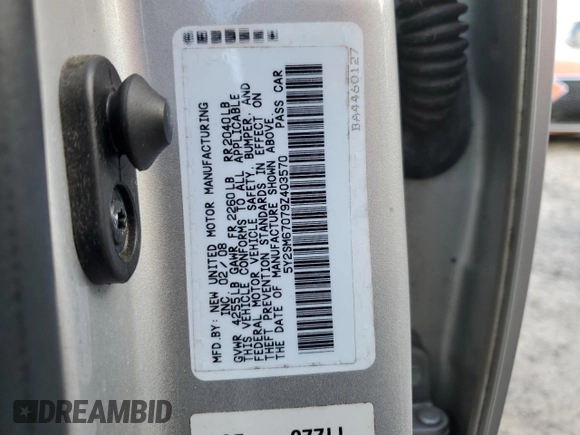 MFD.BY: NEW UNITED MOTOR MANUFACTURING
INC. 02/08
GVWR 4255LB GAWR FR 2260LB RR 2040LB
THIS VEHICLE CONFORMS TO ALL APPLICABLE
FEDERAL MOTOR VEHICLE SAFETY, BUMPER, AND
THEFT PREVENTION STANDARDS IN EFFECT ON
THE DATE OF MANUFACTURE SHOWN ABOVE.
5Y2SM67079Z403570 PASS CAR
BA4460127
DREAMBID